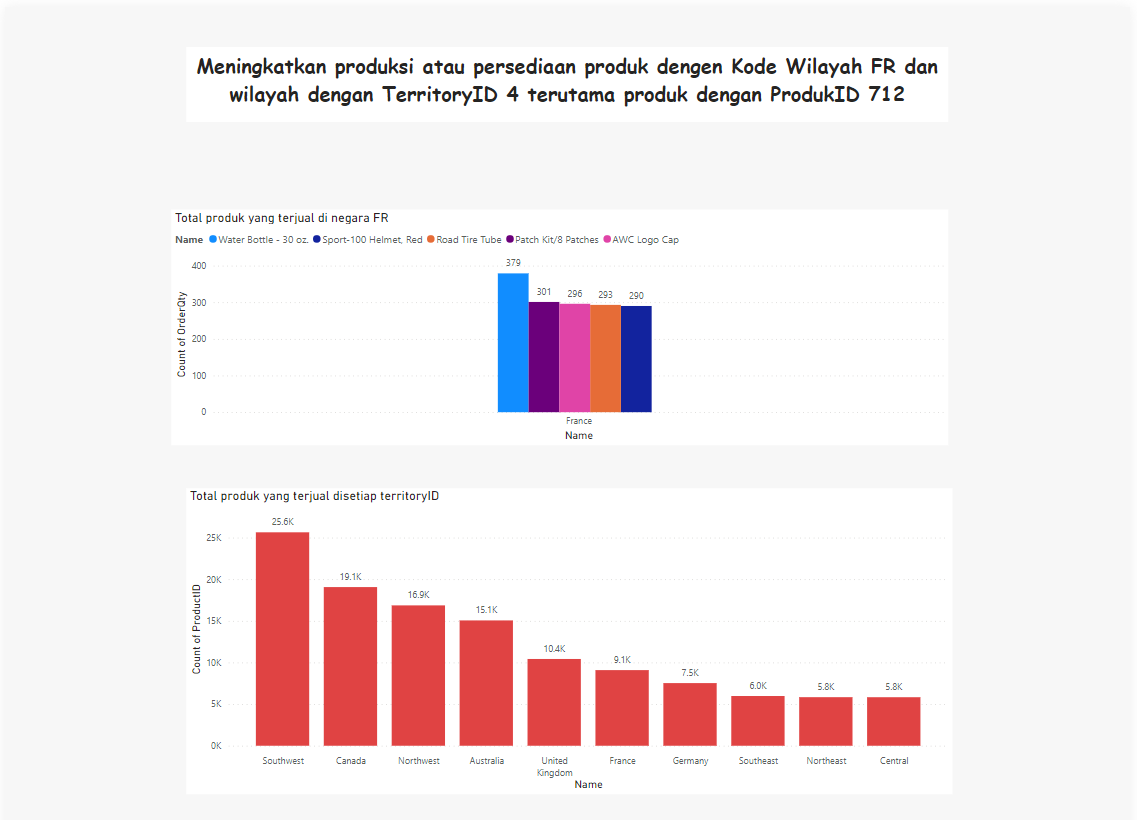 Meningkatkan produksi atau persediaan produk dengen Kode Wilayah FR dan
wilayah dengan TerritoryID 4 terutama produk dengan ProdukID 712
Total produk yang terjual di negara FR
Name Water Bottle - 30 oz. Sport-100 Helmet, Red Road Tire Tube Patch Kit/8 Patches AWC Logo Cap
Count of OrderQty
400
300
200
100
0
379
301
296
293
290
France
Name
Total produk yang terjual disetiap territoryID
Count of ProductID
25K
20K
15K
10K
5K
0K
25.6K
19.1K
16.9K
15.1K
10.4K
9.1K
7.5K
6.0K
5.8K
5.8K
Southwest
Canada
Northwest
Australia
United
Kingdom
France
Germany
Southeast
Northeast
Central
Name